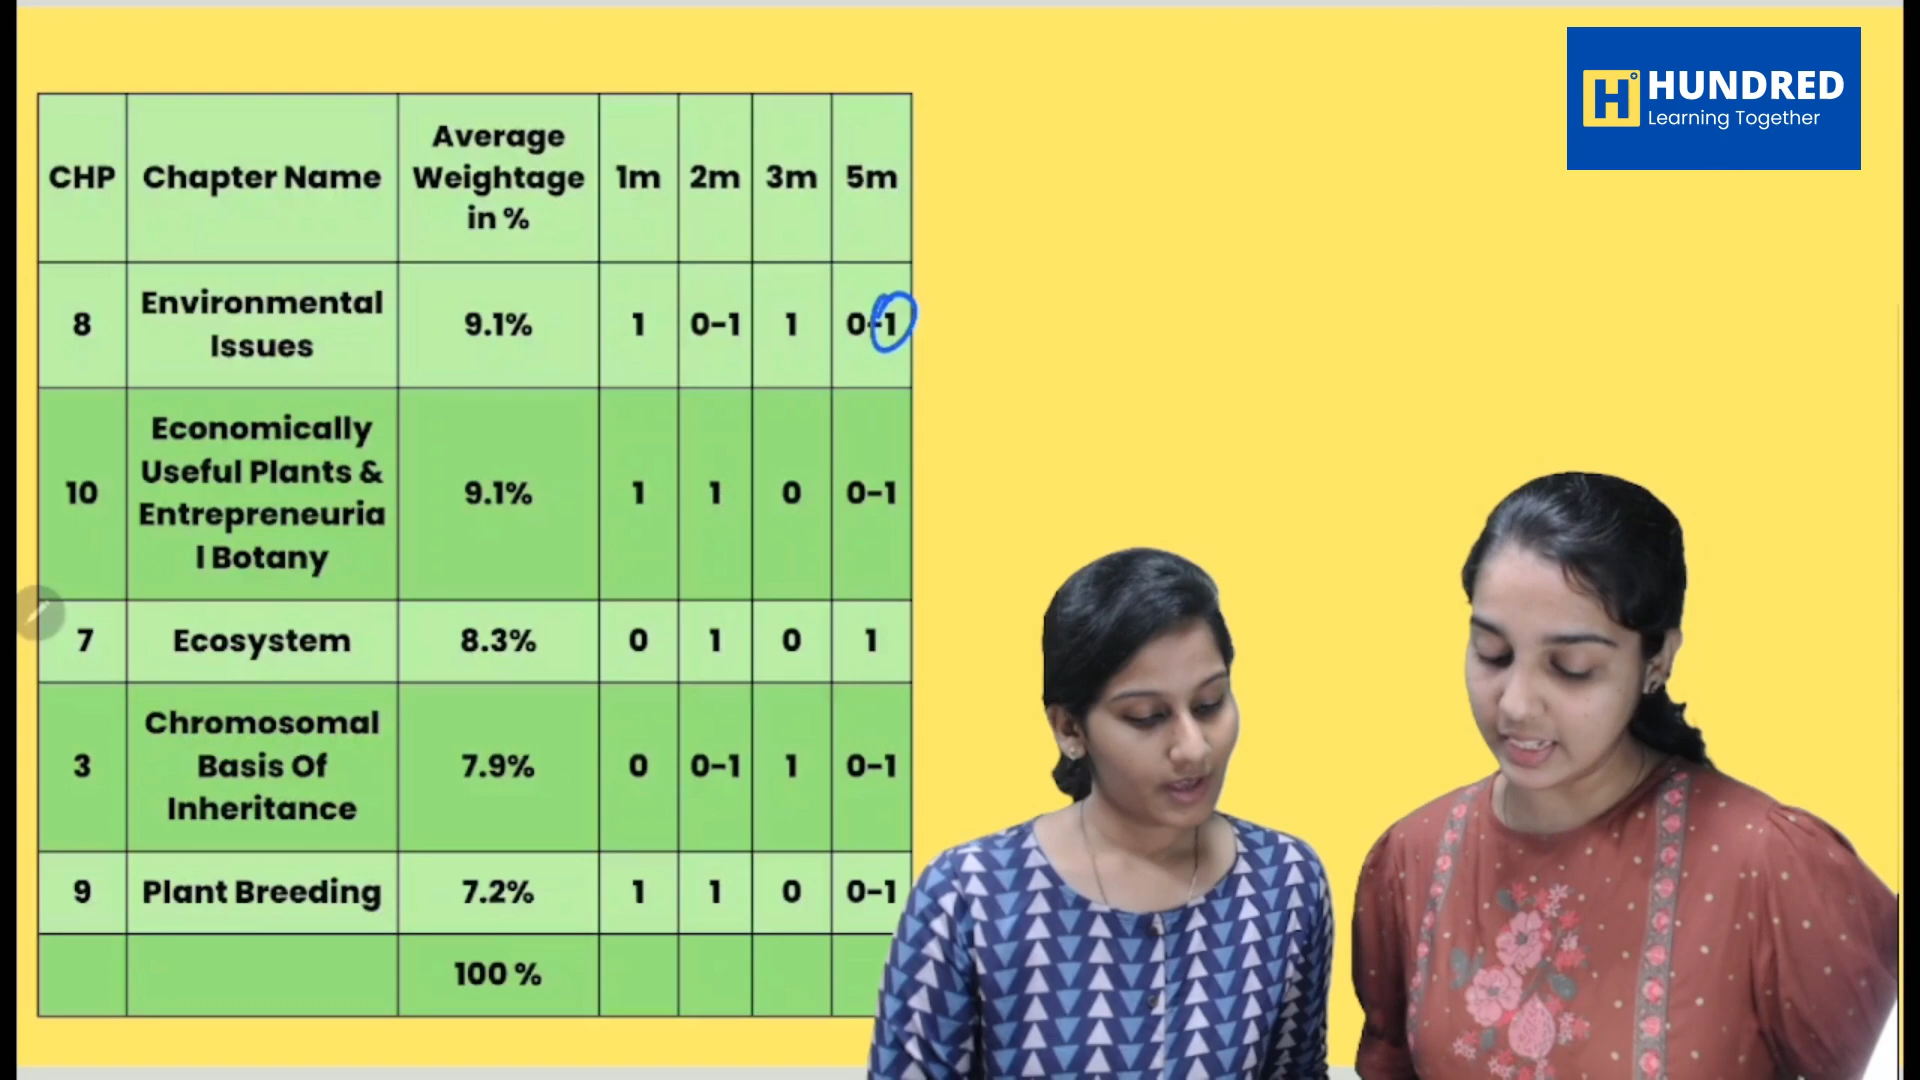 HUNDRED
Learning Together
CHP Chapter Name Average Weightage in % 1m 2m 3m 5m
8 Environmental Issues 9.1% 1 0-1 1 0-1
10 Economically Useful Plants & Entrepreneurial Botany 9.1% 1 1 0 0-1
7 Ecosystem 8.3% 0 1 0 1
3 Chromosomal Basis Of Inheritance 7.9% 0 0-1 1 0-1
9 Plant Breeding 7.2% 1 1 0 0-1
100 %